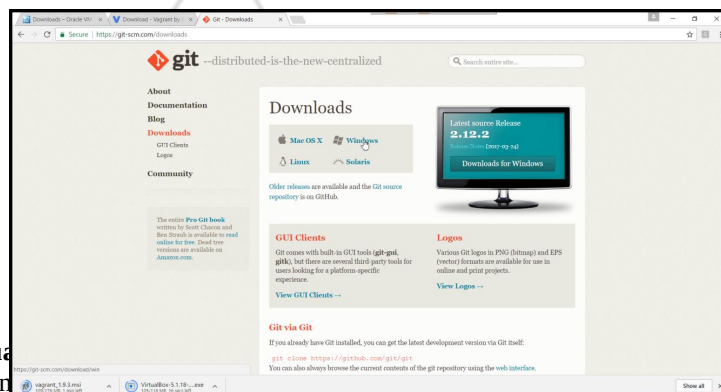 Downloads – Oracle VM
Download - Vagrant by
Git - Downloads
Secure | https://git-scm.com/downloads
git --distributed-is-the-new-centralized
Search entire site...
About
Documentation
Blog
Downloads
GUI Clients
Logos
Community
The entire Pro Git book
written by Scott Chacon and
Ben Straub is available to read
online for free. Dead tree
versions are available on
Amazon.com.
Downloads
Mac OS X
Windows
Linux
Solaris
Older releases are available and the Git source
repository is on GitHub.
Latest source Release
2.12.2
Release Notes (2017-03-24)
Downloads for Windows
GUI Clients
Git comes with built-in GUI tools (git-gui,
gitk), but there are several third-party tools for
users looking for a platform-specific
experience.
View GUI Clients →
Logos
Various Git logos in PNG (bitmap) and EPS
(vector) formats are available for use in
online and print projects.
View Logos →
Git via Git
If you already have Git installed, you can get the latest development version via Git itself:
git clone https://github.com/git/git
You can also always browse the current contents of the git repository using the web interface.
https://git-scm.com/download/win
vagrant_1.9.3.msi
VirtualBox-5.1.18-....exe
Show all